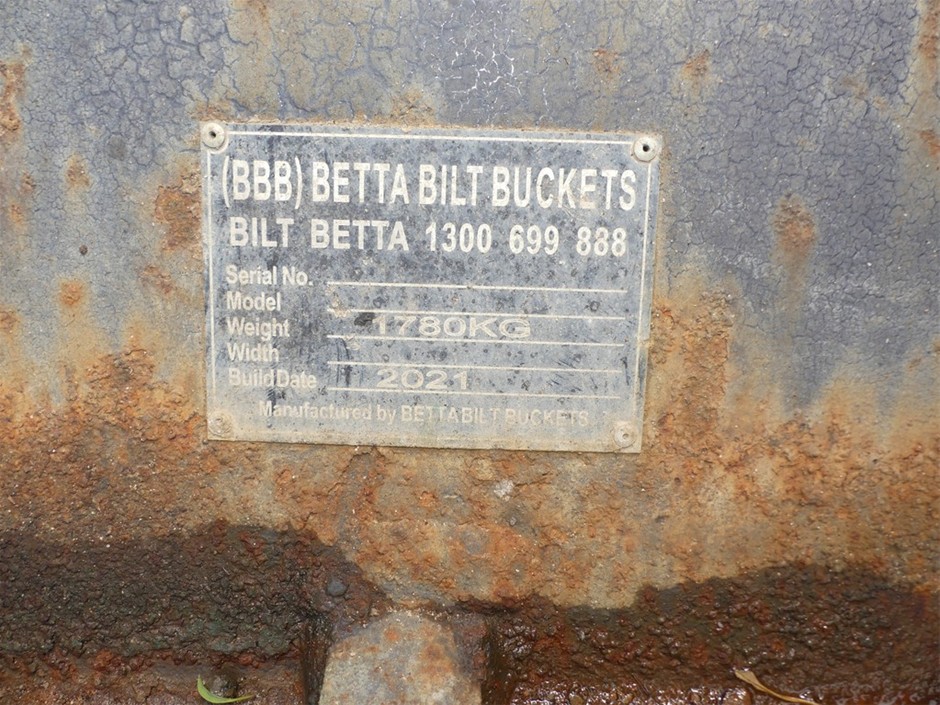 (BBB) BETTA BILT BUCKETS
BILT BETTA 1300 699 888
Serial No.
Model
Weight 1780KG
Width
Build Date 2021
Manufactured by BETTA BILT BUCKETS